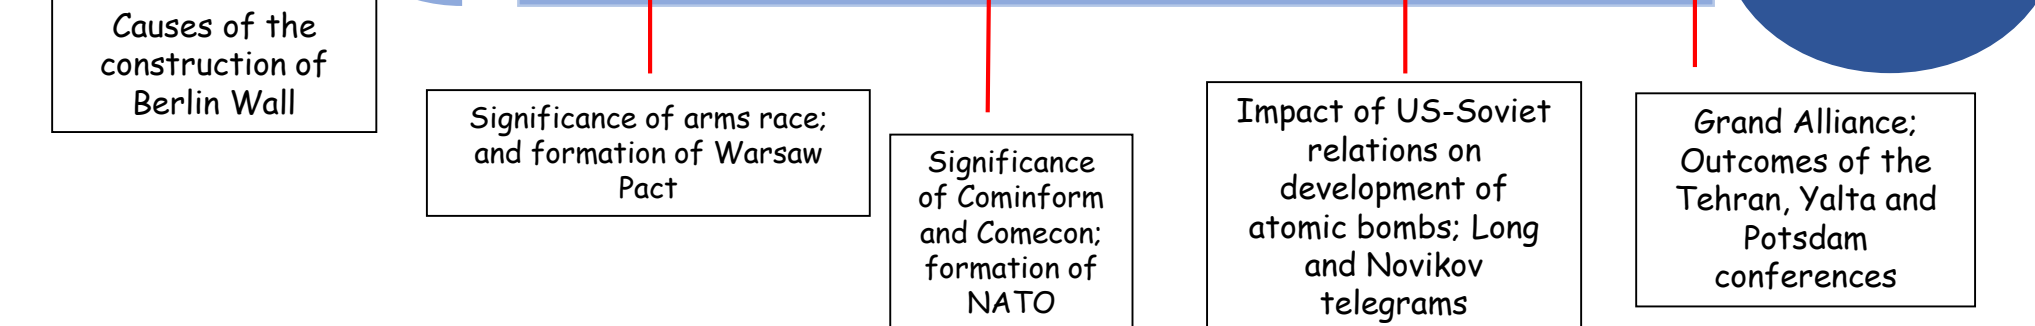 Causes of the
construction of
Berlin Wall
Significance of arms race;
and formation of Warsaw
Pact
Significance
of Cominform
and Comecon;
formation of
NATO
Impact of US-Soviet
relations on
development of
atomic bombs; Long
and Novikov
telegrams
Grand Alliance;
Outcomes of the
Tehran, Yalta and
Potsdam
conferences